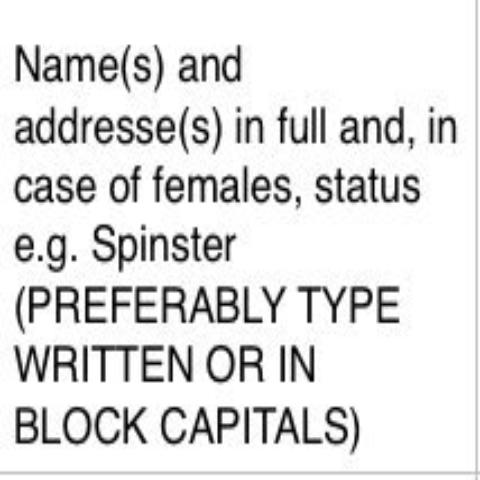 Name(s) and
addresse(s) in full and, in
case of females, status
e.g. Spinster
(PREFERABLY TYPE
WRITTEN OR IN
BLOCK CAPITALS)